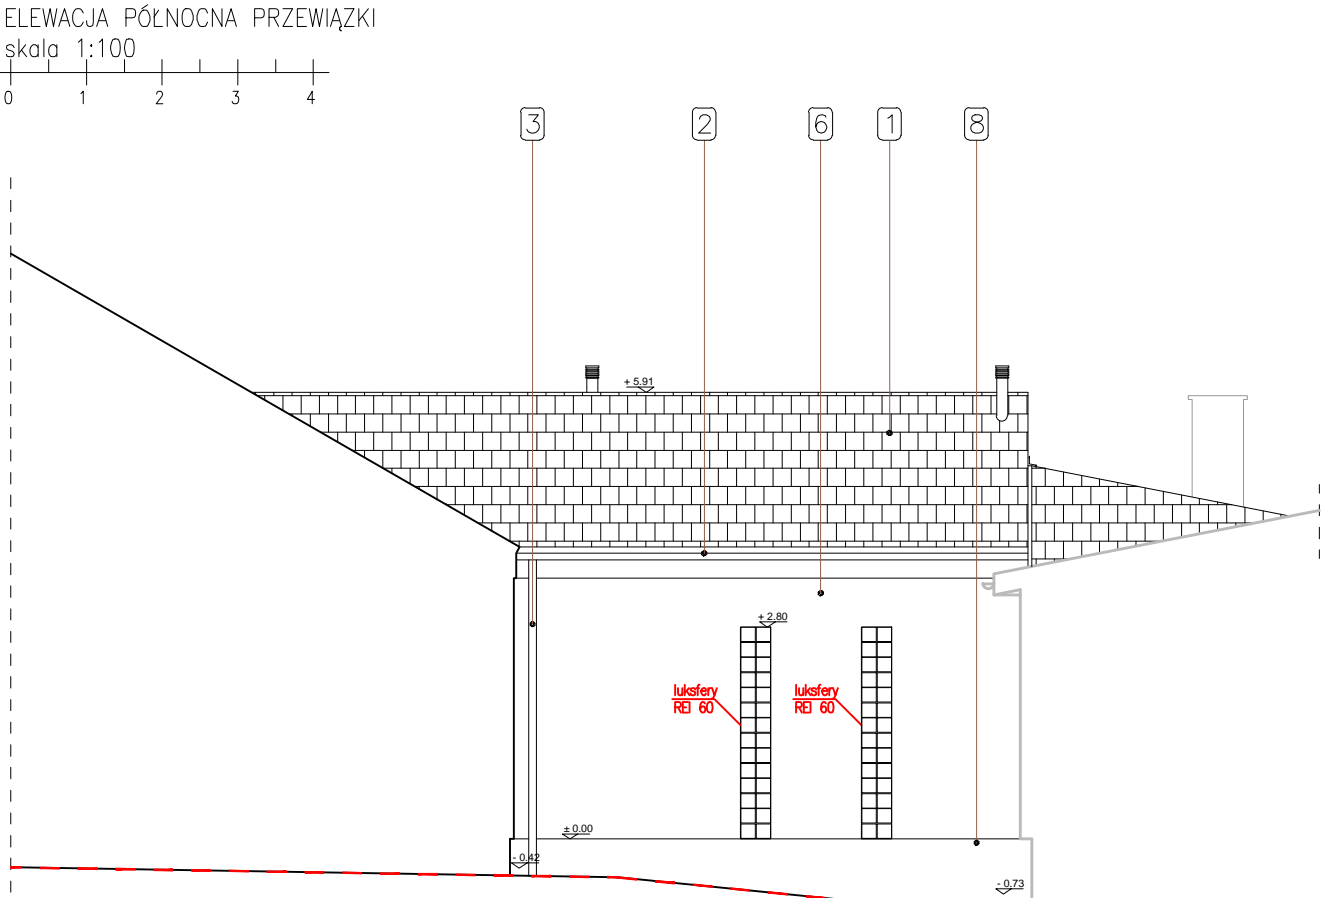 ELEWACJA PÓŁNOCNA PRZEWIĄZKI
skala 1:100
0 1 2 3 4
3 2 6 1 8
+ 5.91
+ 2.80
luksfery
REI 60
luksfery
REI 60
± 0.00
- 0.42
- 0.73